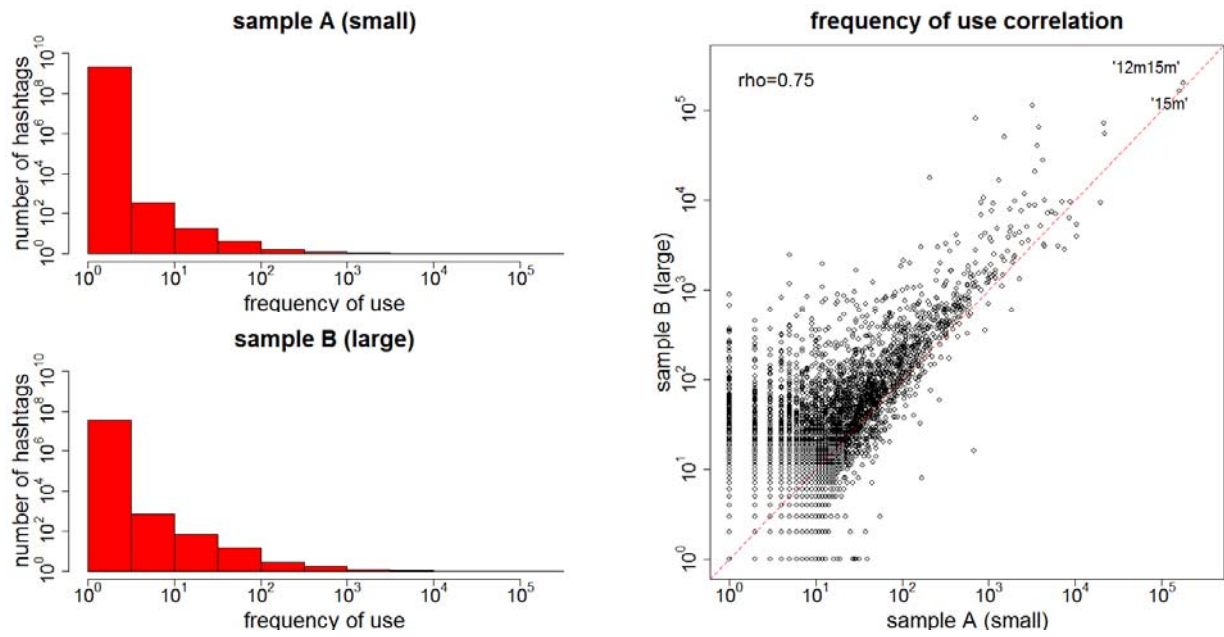 sample A (small)
number of hashtags
10^0 10^2 10^4 10^6 10^8 10^10
10^0 10^1 10^2 10^3 10^4 10^5
frequency of use
sample B (large)
number of hashtags
10^0 10^2 10^4 10^6 10^8 10^10
10^0 10^1 10^2 10^3 10^4 10^5
frequency of use
frequency of use correlation
rho=0.75
'12m15m'
'15m'
sample B (large)
10^0 10^1 10^2 10^3 10^4 10^5
10^0 10^1 10^2 10^3 10^4 10^5
sample A (small)